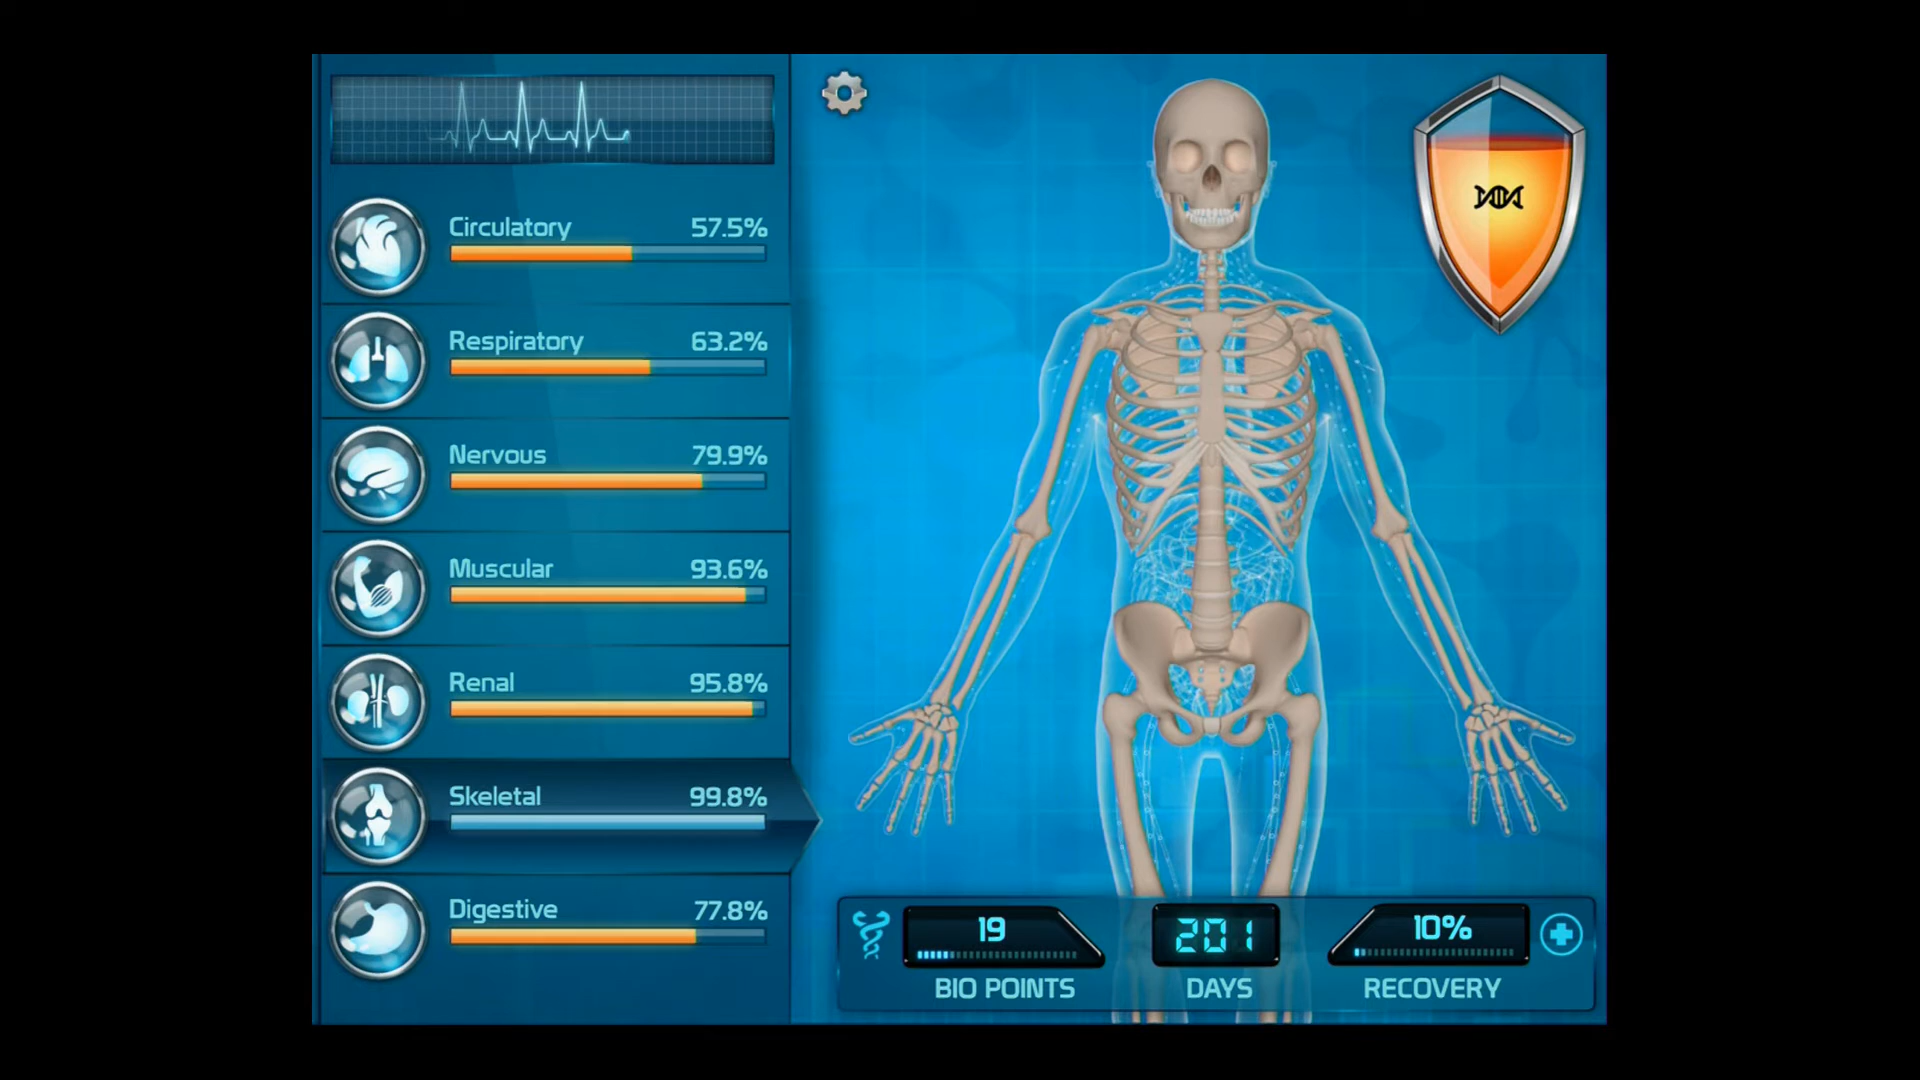 Circulatory 57.5%
Respiratory 63.2%
Nervous 79.9%
Muscular 93.6%
Renal 95.8%
Skeletal 99.8%
Digestive 77.8%
19
BIO POINTS
201
DAYS
10%
RECOVERY